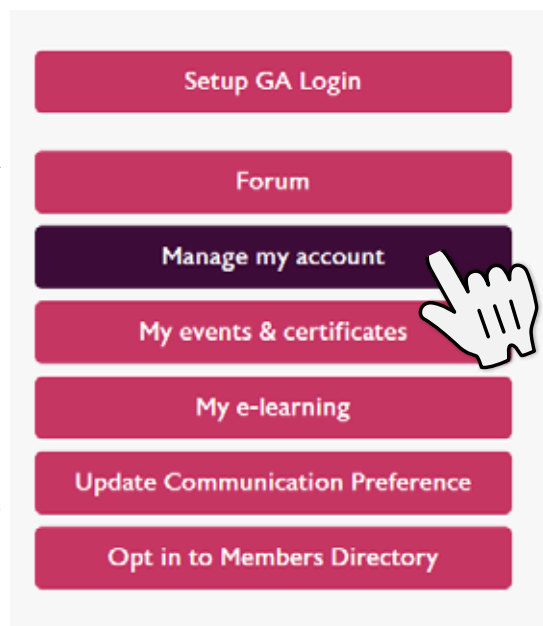 Setup GA Login
Forum
Manage my account
My events & certificates
My e-learning
Update Communication Preference
Opt in to Members Directory